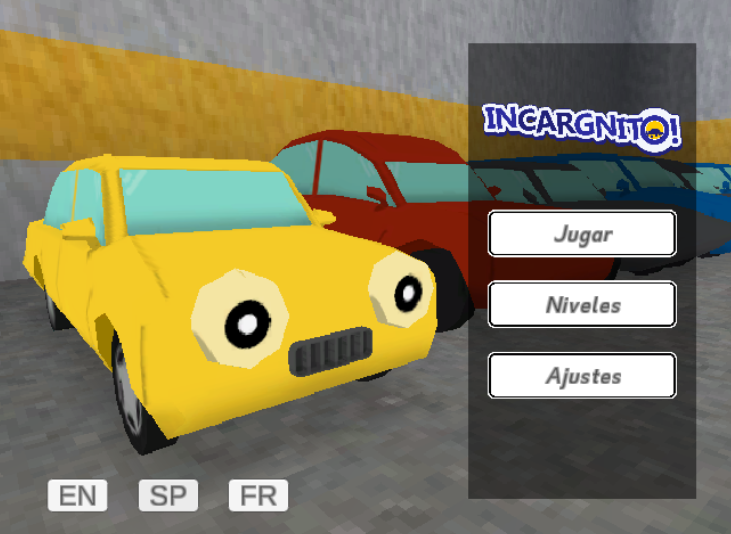 INCARGNITO!
Jugar
Niveles
Ajustes
EN SP FR